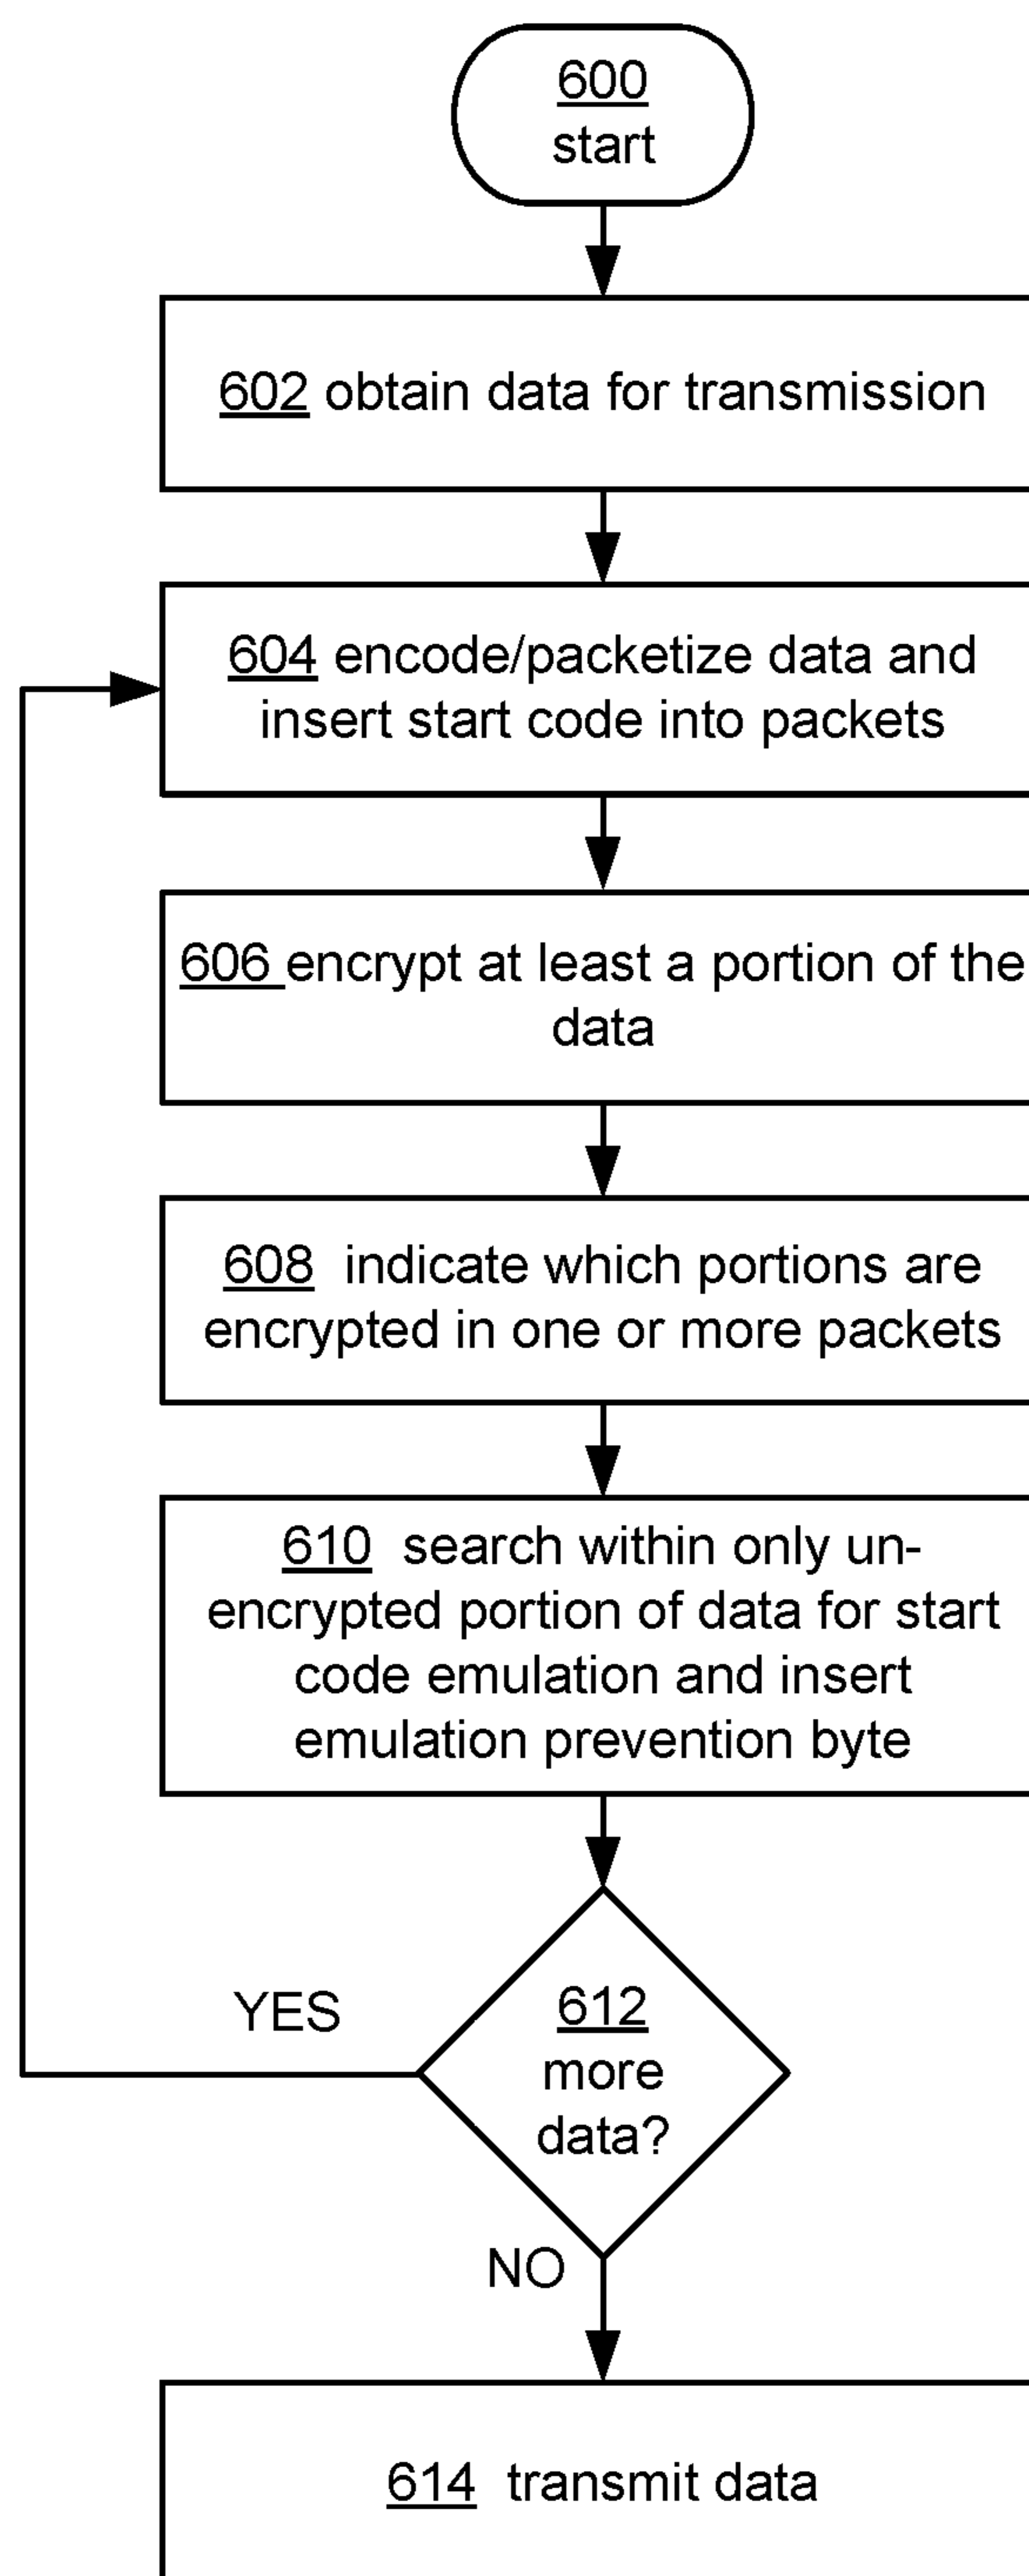 600
start
602 obtain data for transmission
604 encode/packetize data and
insert start code into packets
606 encrypt at least a portion of the
data
608 indicate which portions are
encrypted in one or more packets
610 search within only un-
encrypted portion of data for start
code emulation and insert
emulation prevention byte
YES
612
more
data?
NO
614 transmit data